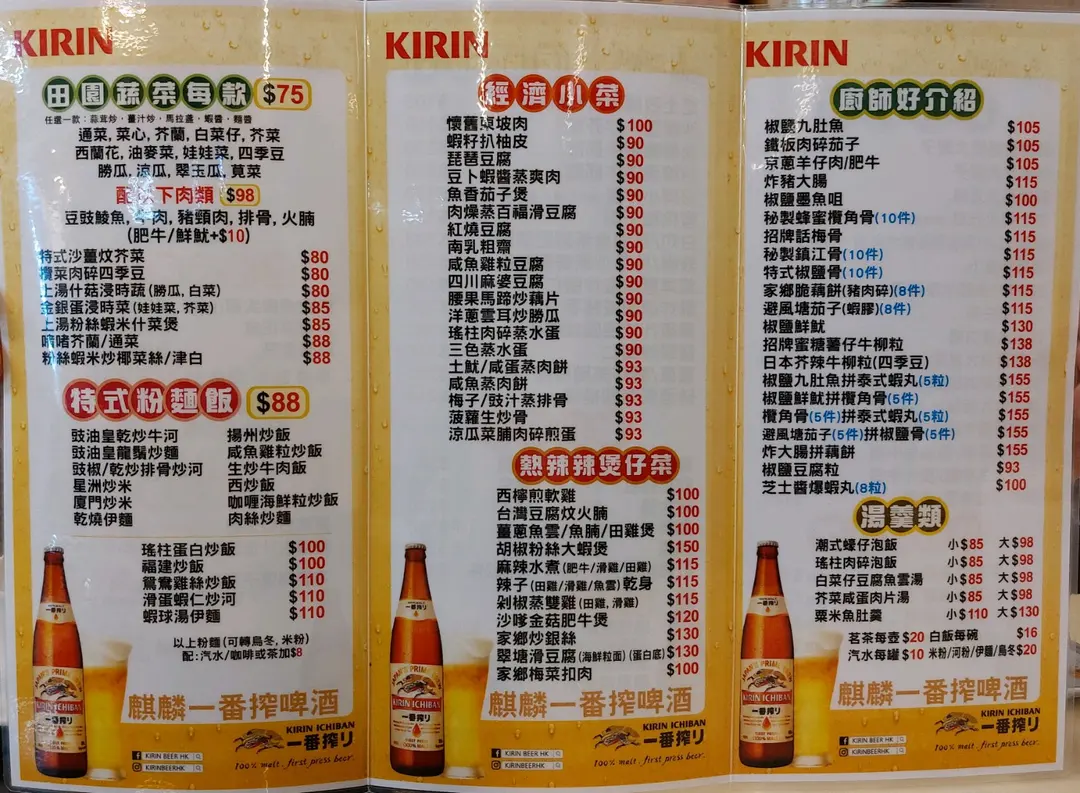 KIRIN
田園蔬菜每款 $75
任選一款：蒜茸炒・薑汁炒・馬拉盞・蝦醬・麵醬
通菜, 菜心, 芥蘭, 白菜仔, 芥菜
西蘭花, 油麥菜, 娃娃菜, 四季豆
勝瓜, 涼瓜, 翠玉瓜, 莧菜
配 下肉類 $98
豆豉鯪魚, 牛肉, 豬頸肉, 排骨, 火腩
(肥牛/鮮魷+$10)
特式沙薑炆芥菜 $80
欖菜肉碎四季豆 $80
上湯什菇浸時蔬(勝瓜, 白菜) $80
金銀蛋浸時菜(娃娃菜, 芥菜) $85
上湯粉絲蝦米什菜煲 $85
啫啫芥蘭/通菜 $88
粉絲蝦米炒椰菜絲/津白 $88
特式粉麵飯 $88
豉油皇乾炒牛河 揚州炒飯
豉油皇龍鬚炒麵 咸魚雞粒炒飯
豉椒/乾炒排骨炒河 生炒牛肉飯
星洲炒米 西炒飯
廈門炒米 咖喱海鮮粒炒飯
乾燒伊麵 肉絲炒麵
瑤柱蛋白炒飯 $100
福建炒飯 $100
鴛鴦雞絲炒飯 $110
滑蛋蝦仁炒河 $110
蝦球湯伊麵 $110
以上粉麵(可轉烏冬, 米粉)
配:汽水/咖啡或茶加$8
麒麟一番搾啤酒
KIRIN ICHIBAN
一番搾り
KIRIN BEER HK
KIRINBEERHK
100% malt. first press beer.
KIRIN
經濟小菜
懷舊東坡肉 $100
蝦籽扒柚皮 $90
琵琶豆腐 $90
豆卜蝦醬蒸爽肉 $90
魚香茄子煲 $90
肉燥蒸百福滑豆腐 $90
紅燒豆腐 $90
南乳粗齋 $90
咸魚雞粒豆腐 $90
四川麻婆豆腐 $90
腰果馬蹄炒藕片 $90
洋蔥雲耳炒勝瓜 $90
瑤柱肉碎蒸水蛋 $90
三色蒸水蛋 $90
土魷/咸蛋蒸肉餅 $93
咸魚蒸肉餅 $93
梅子/豉汁蒸排骨 $93
菠蘿生炒骨 $93
涼瓜菜脯肉碎煎蛋 $93
熱辣辣煲仔菜
西檸煎軟雞 $100
台灣豆腐炆火腩 $100
薑蔥魚雲/魚腩/田雞煲 $100
胡椒粉絲大蝦煲 $150
麻辣水煮(肥牛/滑雞/田雞) $115
辣子(田雞/滑雞/魚雲)乾身 $115
剁椒蒸雙雞(田雞, 滑雞) $115
沙嗲金菇肥牛煲 $120
家鄉炒銀絲 $130
翠塘滑豆腐(海鮮粒面)(蛋白底) $130
家鄉梅菜扣肉 $100
麒麟一番搾啤酒
KIRIN ICHIBAN
一番搾り
KIRIN BEER HK
KIRINBEERHK
100% malt. first press beer.
KIRIN
廚師好介紹
椒鹽九肚魚 $105
鐵板肉碎茄子 $105
京蔥羊仔肉/肥牛 $105
炸豬大腸 $115
椒鹽墨魚咀 $100
秘製蜂蜜欖角骨(10件) $115
招牌話梅骨 $115
秘製鎮江骨(10件) $115
特式椒鹽骨(10件) $115
家鄉脆藕餅(豬肉碎)(8件) $115
避風塘茄子(蝦膠)(8件) $115
椒鹽鮮魷 $130
招牌蜜糖薯仔牛柳粒 $138
日本芥辣牛柳粒(四季豆) $138
椒鹽九肚魚拼泰式蝦丸(5粒) $155
椒鹽鮮魷拼欖角骨(5件) $155
欖角骨(5件)拼泰式蝦丸(5粒) $155
避風塘茄子(5件)拼椒鹽骨(5件) $155
炸大腸拼藕餅 $155
椒鹽豆腐粒 $93
芝士醬爆蝦丸(8粒) $100
湯羹類
潮式蠔仔泡飯 小$85 大$98
瑤柱肉碎泡飯 小$85 大$98
白菜仔豆腐魚雲湯 小$85 大$98
芥菜咸蛋肉片湯 小$85 大$98
粟米魚肚羹 小$110 大$130
茗茶每壺$20 白飯每碗 $16
汽水每罐$10 米粉/河粉/伊麵/烏冬$20
麒麟一番搾啤酒
KIRIN ICHIBAN
一番搾り
KIRIN BEER HK
KIRINBEERHK
100% malt. first press beer.